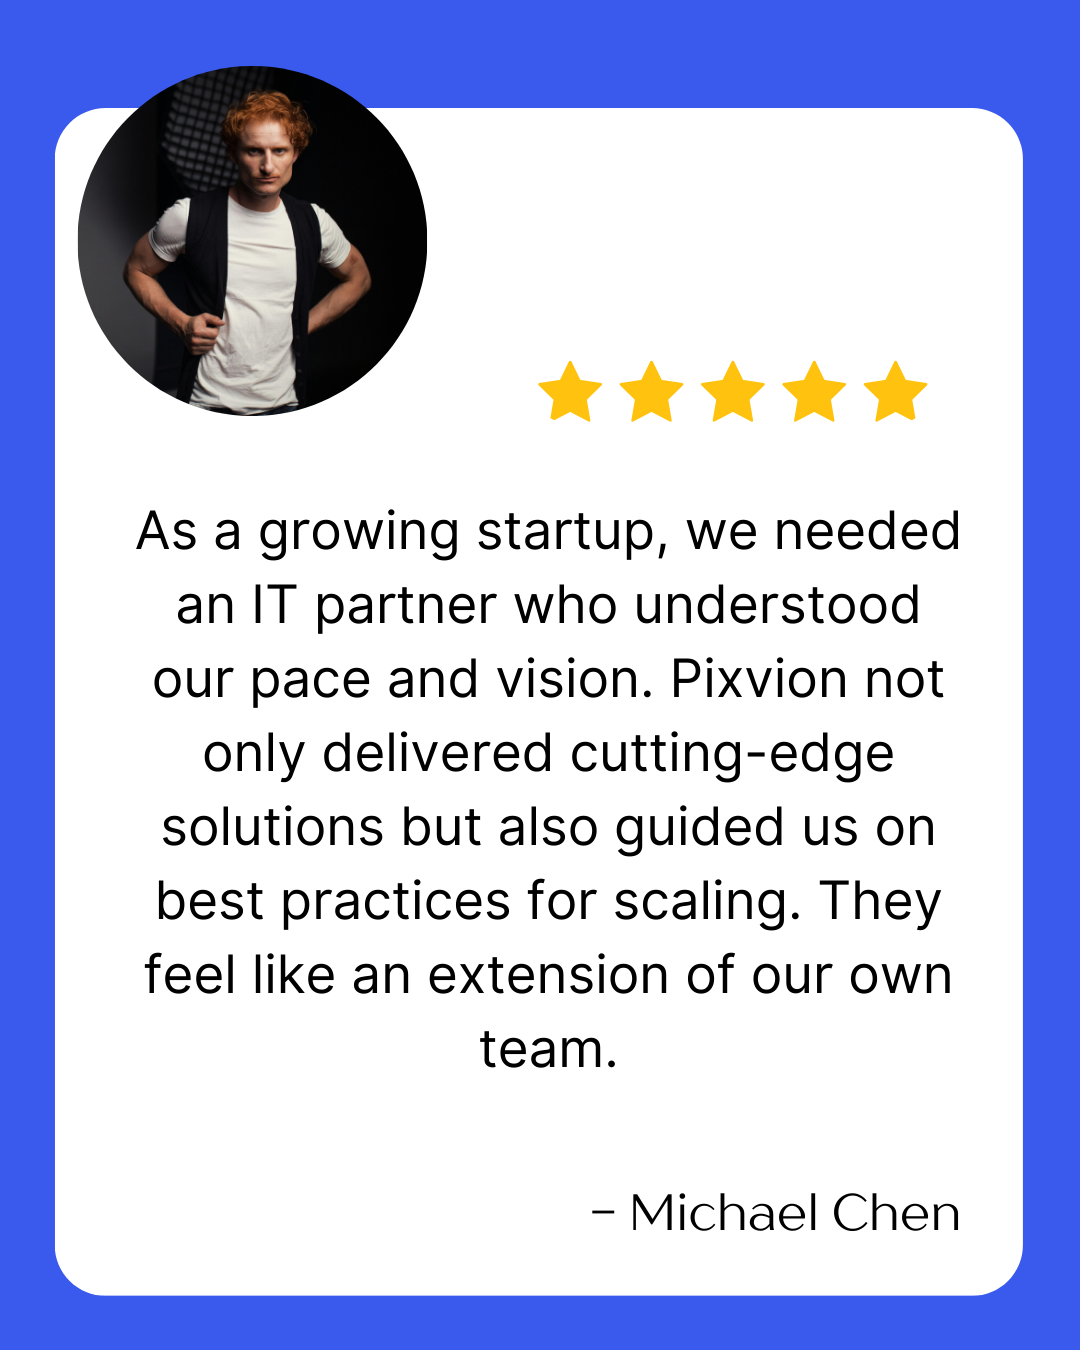 As a growing startup, we needed
an IT partner who understood
our pace and vision. Pixvion not
only delivered cutting-edge
solutions but also guided us on
best practices for scaling. They
feel like an extension of our own
team.
– Michael Chen